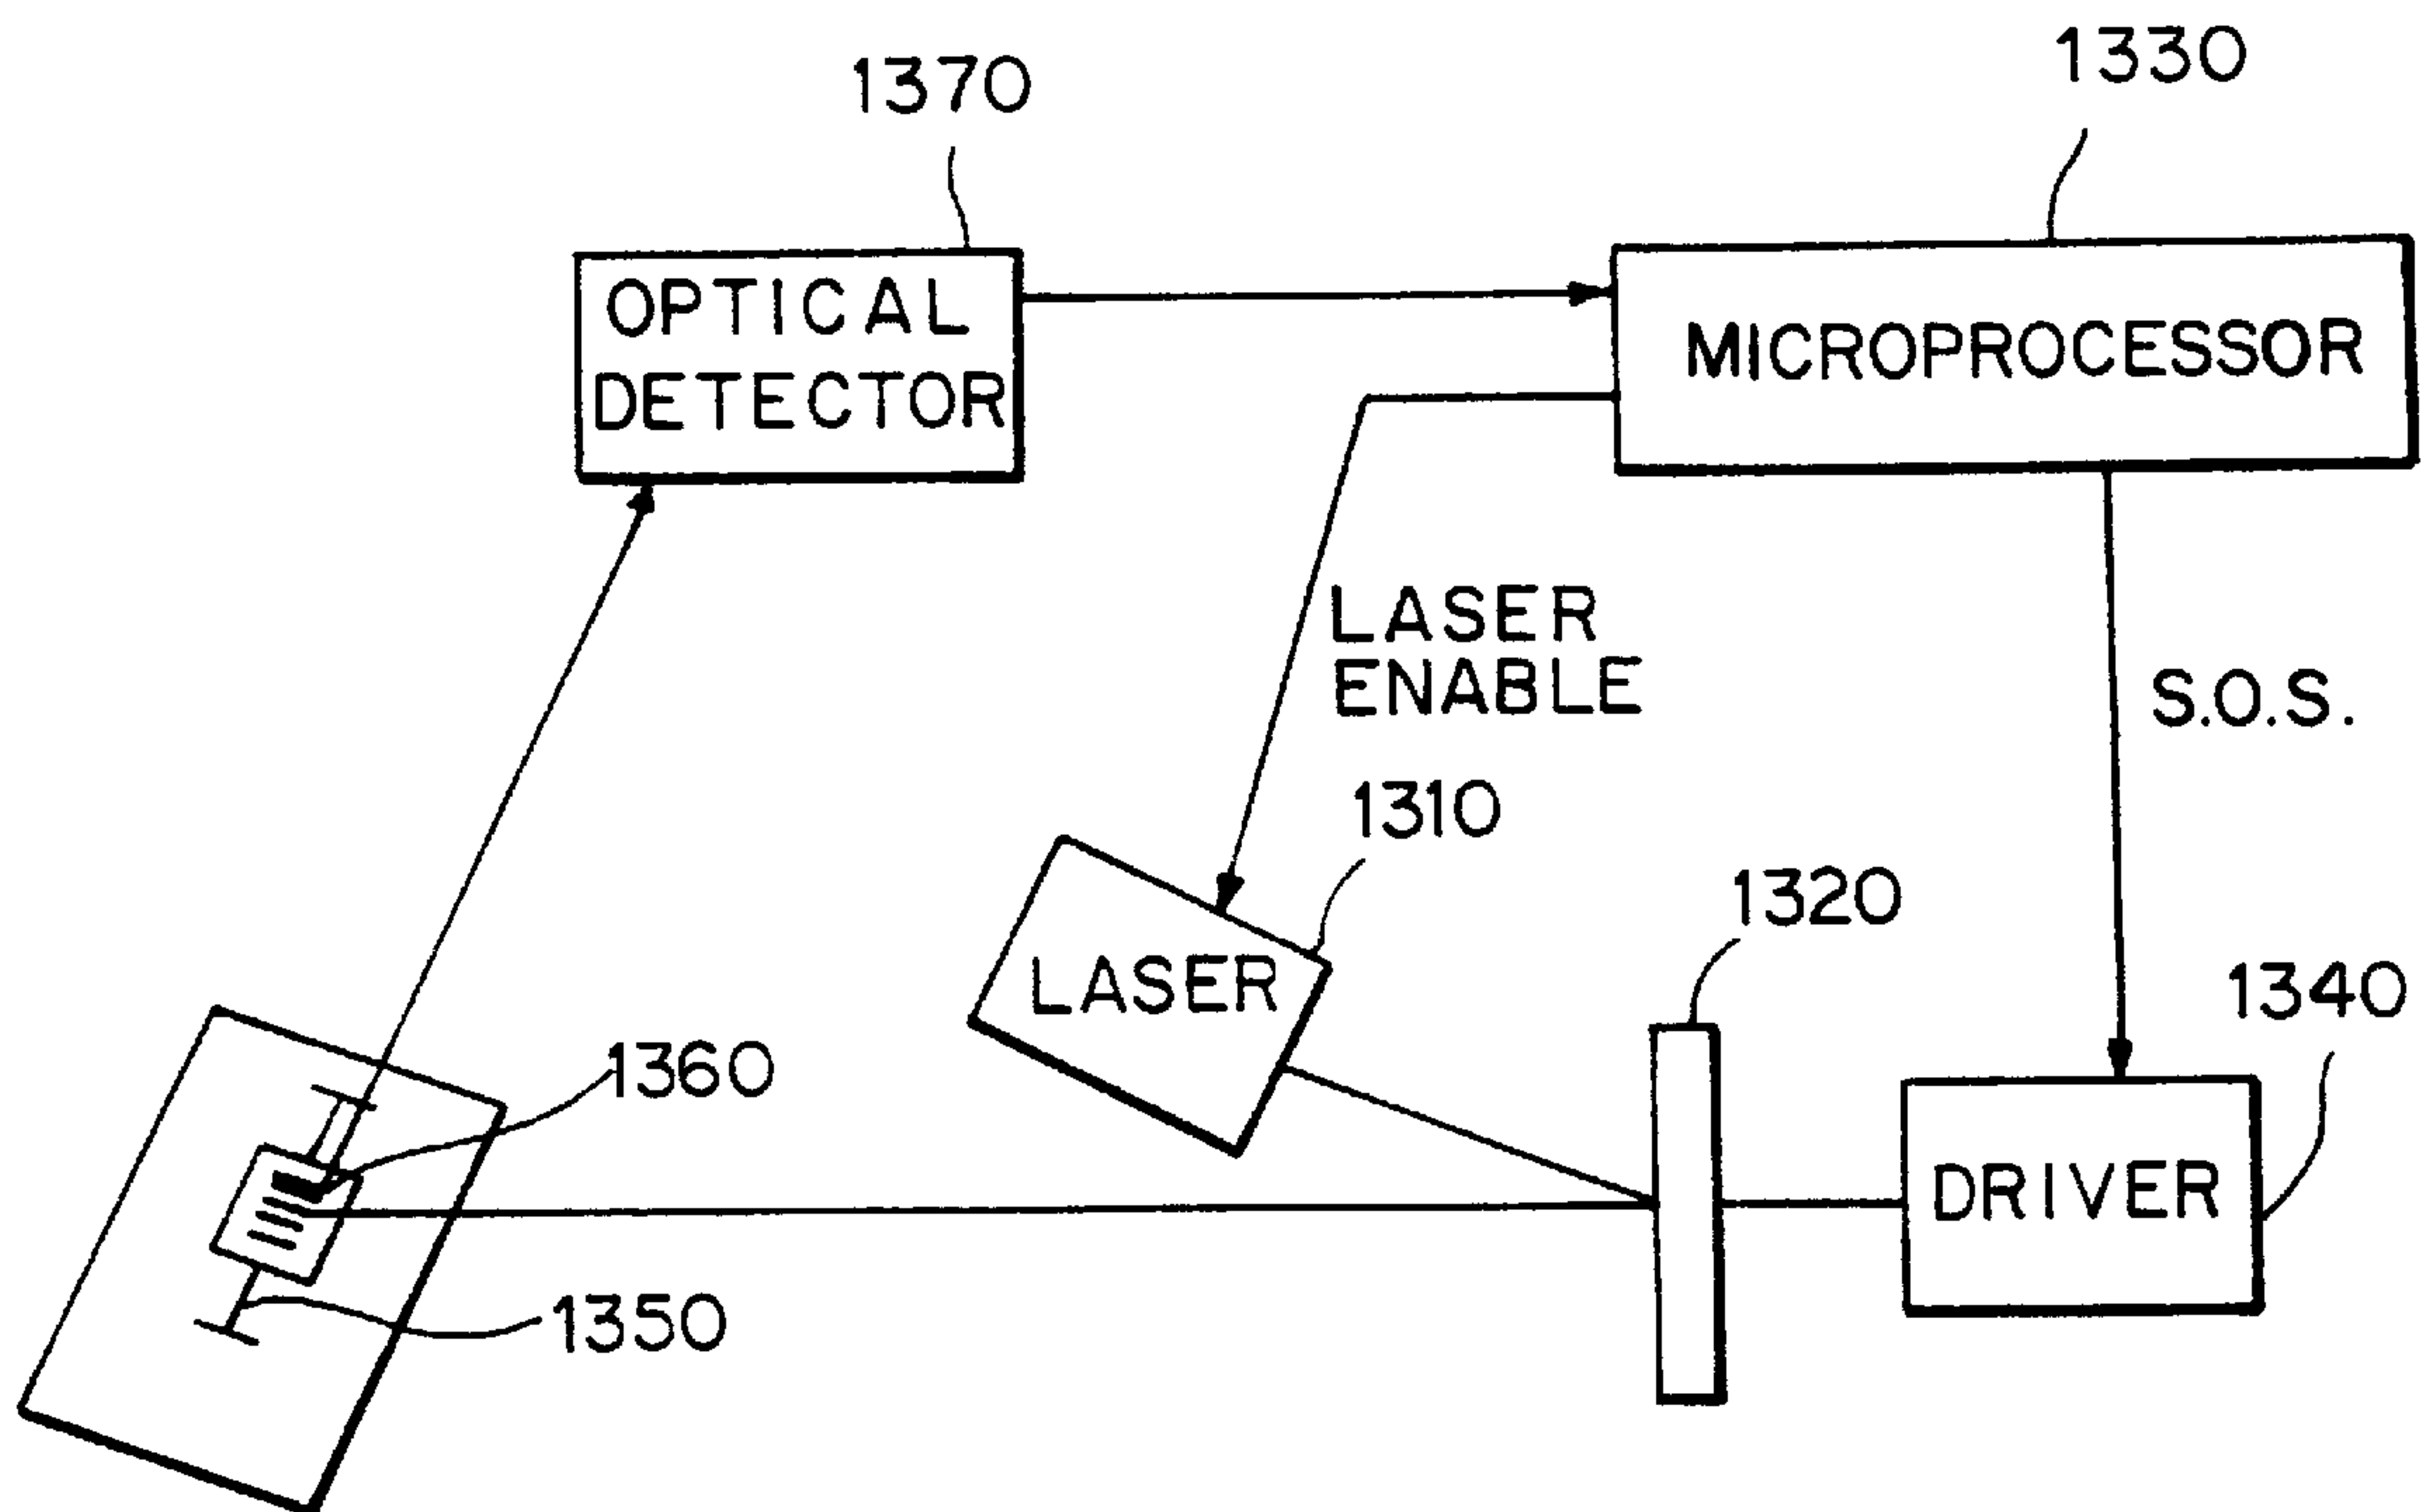 1330
1370
OPTICAL
DETECTOR
MICROPROCESSOR
LASER
ENABLE
S.O.S.
1310
1320
LASER
1340
1360
DRIVER
1350